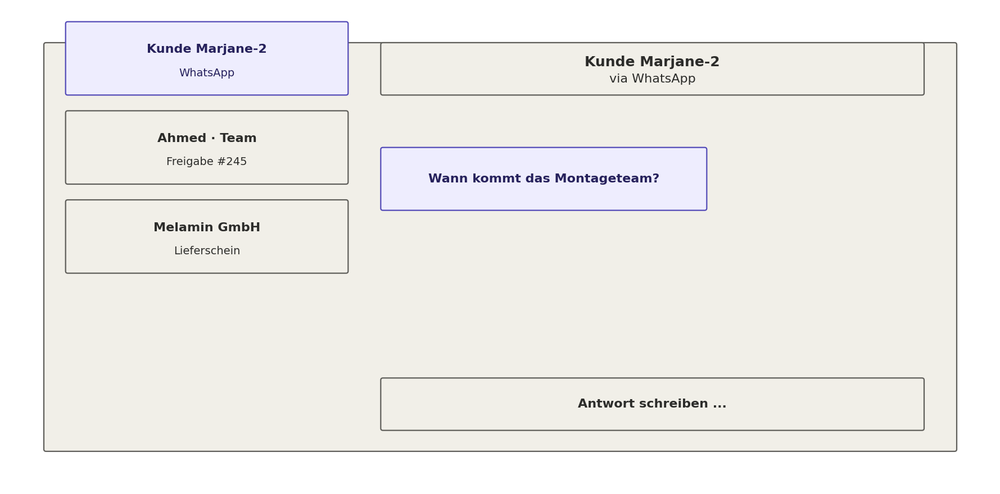 Kunde Marjane-2
WhatsApp
Ahmed · Team
Freigabe #245
Melamin GmbH
Lieferschein
Kunde Marjane-2
via WhatsApp
Wann kommt das Montageteam?
Antwort schreiben ...